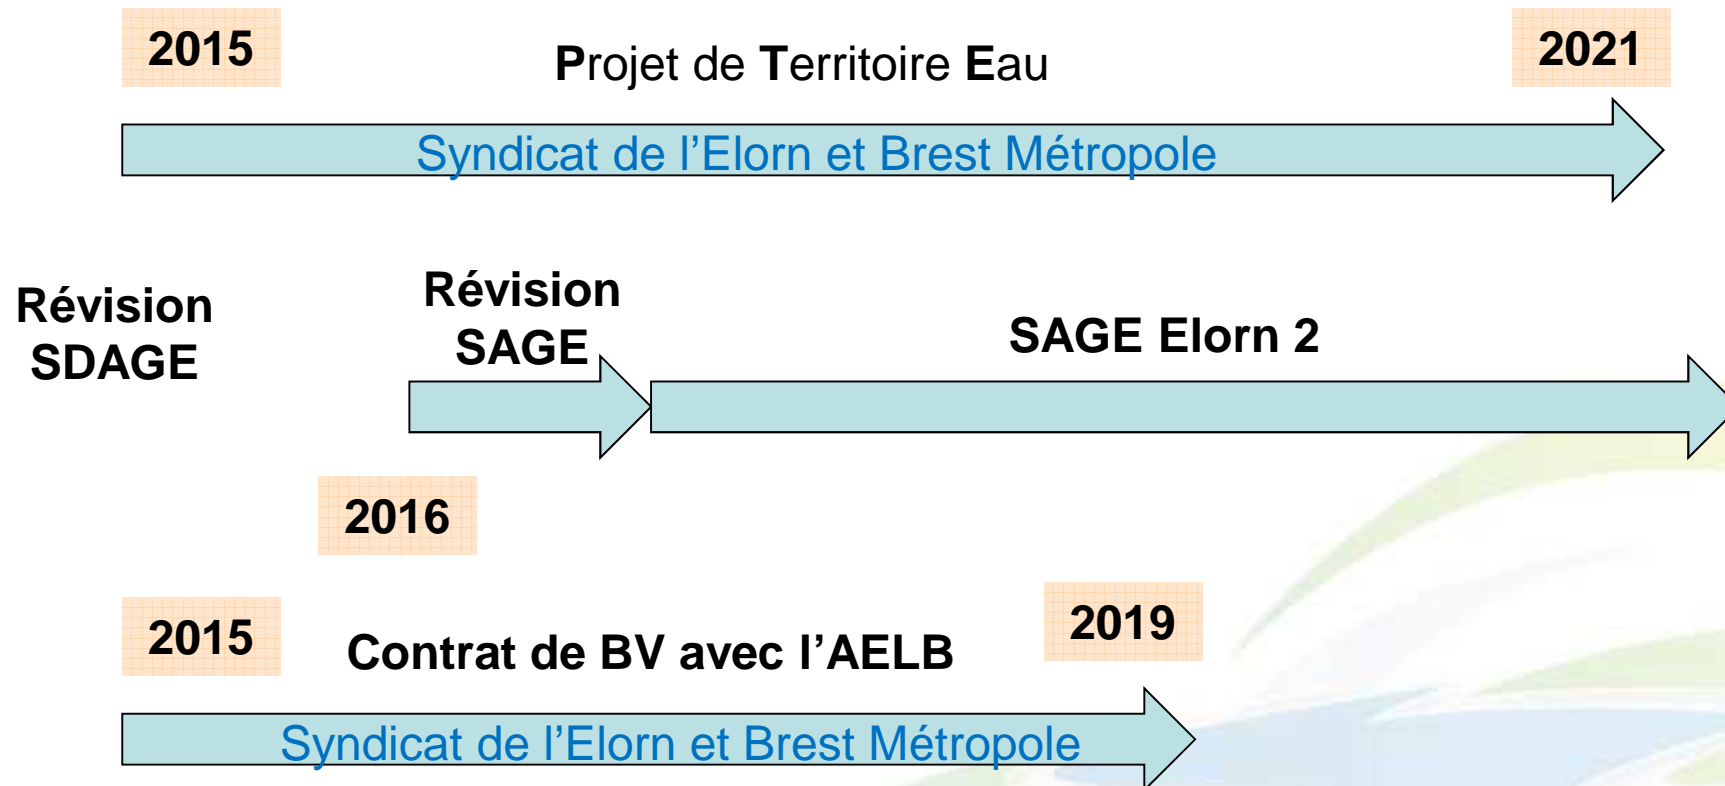 2015
Projet de Territoire Eau
2021
Syndicat de l’Elorn et Brest Métropole
Révision
SDAGE
Révision
SAGE
SAGE Elorn 2
2016
2015
Contrat de BV avec l’AELB
2019
Syndicat de l’Elorn et Brest Métropole